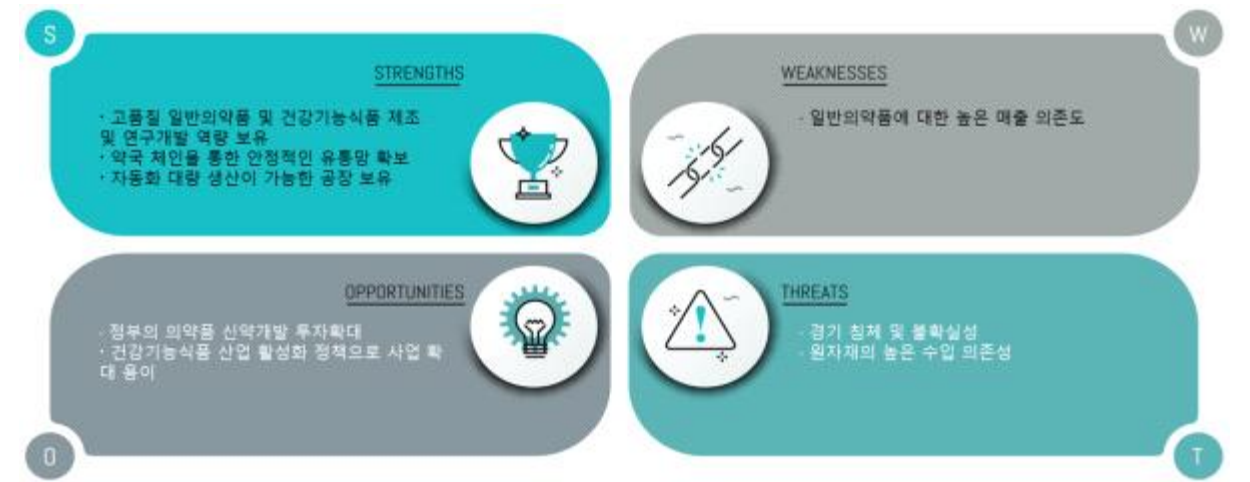 S
STRENGTHS
· 고품질 일반의약품 및 건강기능식품 제조
및 연구개발 역량 보유
· 약국 체인을 통한 안정적인 유통망 확보
· 자동화 대량 생산이 가능한 공장 보유
W
WEAKNESSES
- 일반의약품에 대한 높은 매출 의존도
OPPORTUNITIES
- 정부의 의약품 신약개발 투자확대
· 건강기능식품 산업 활성화 정책으로 사업 확
대 용이
O
THREATS
- 경기 침체 및 불확실성
- 원자재의 높은 수입 의존성
T